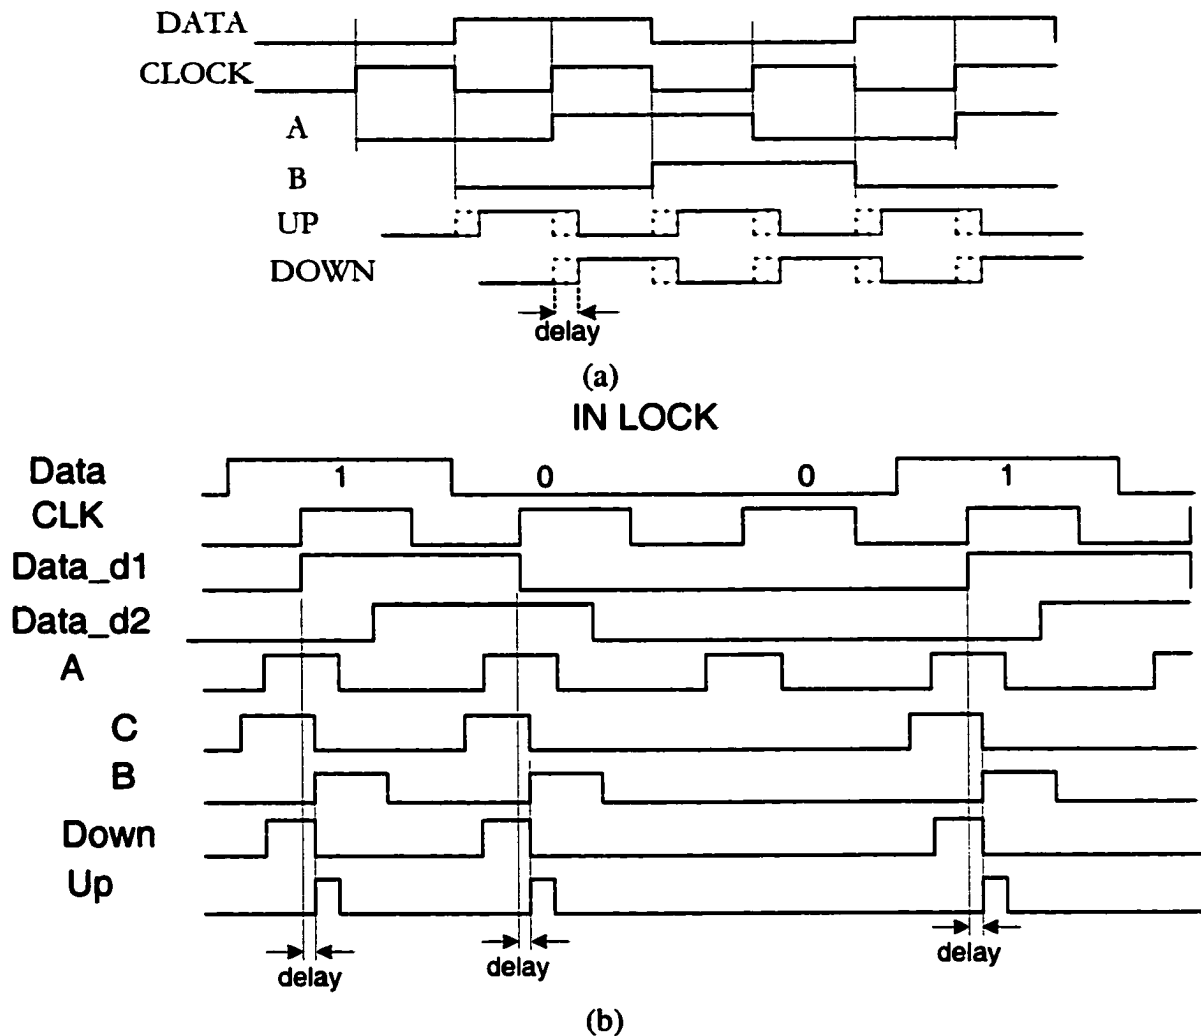 DATA
CLOCK
A
B
UP
DOWN
delay
(a)
IN LOCK
Data 1 0 0 1
CLK
Data_d1
Data_d2
A
C
B
Down
Up
delay delay delay
(b)